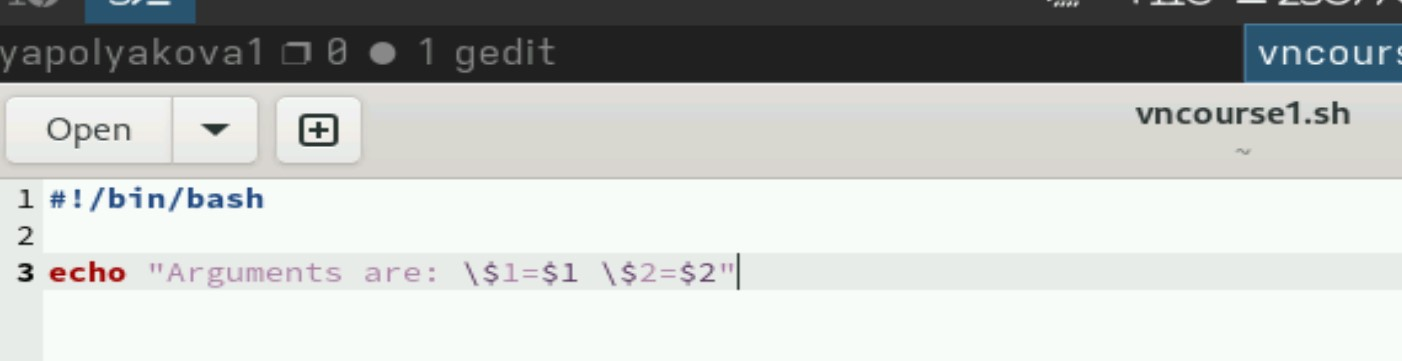 yapolyakova1 0 ● 1 gedit
vncours
Open
vncourse1.sh
~
1 #!/bin/bash
2
3 echo "Arguments are: \$1=$1 \$2=$2"